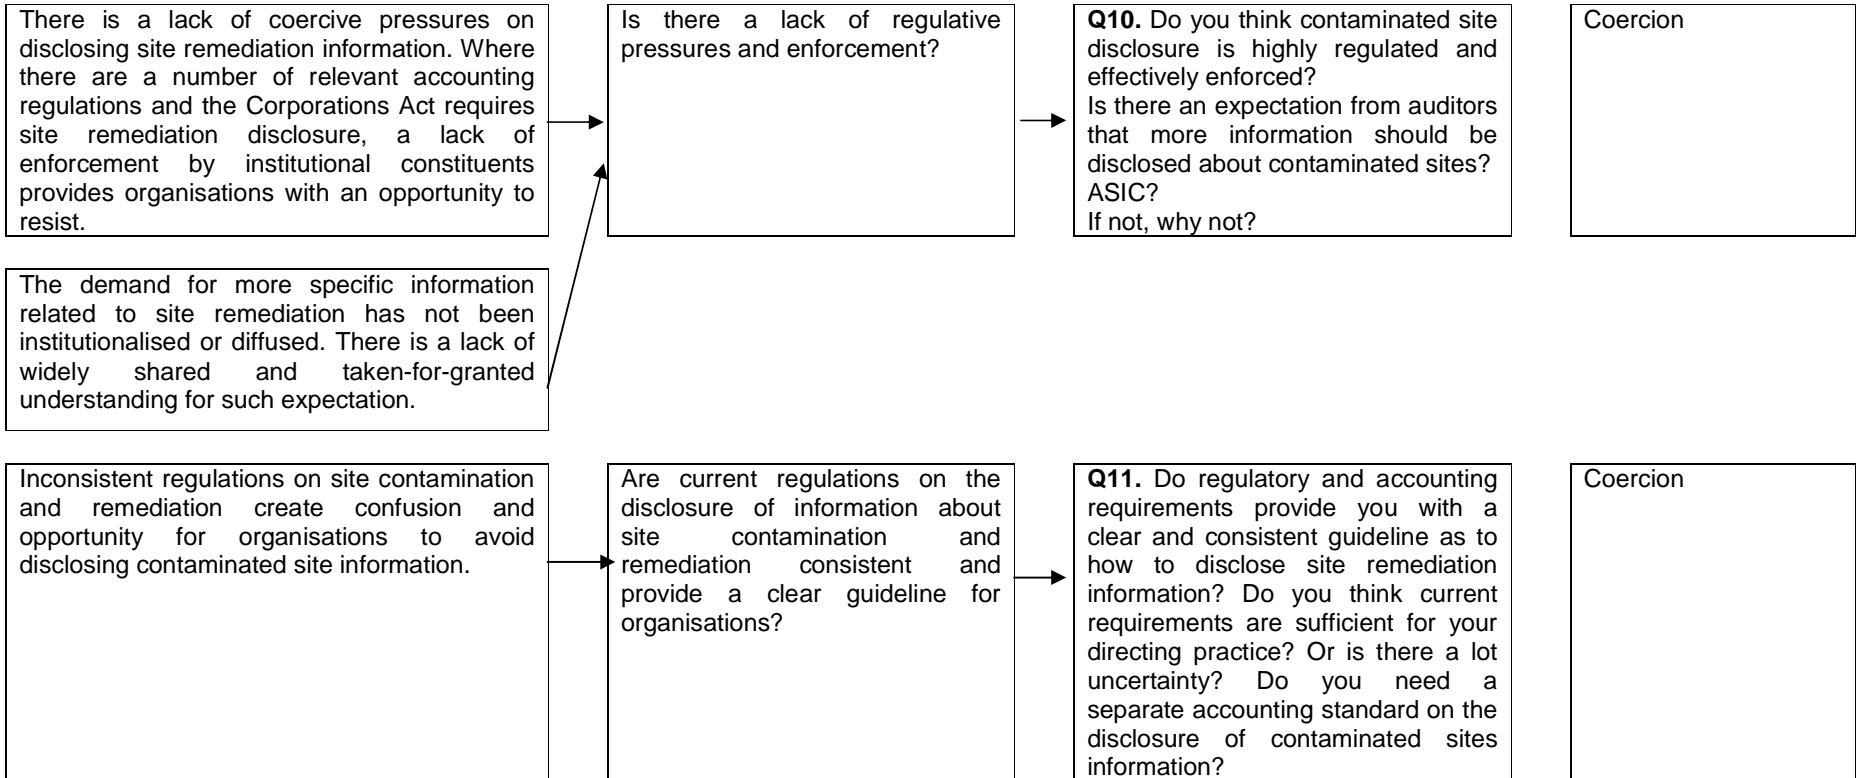 There is a lack of coercive pressures on
disclosing site remediation information. Where
there are a number of relevant accounting
regulations and the Corporations Act requires
site remediation disclosure, a lack of
enforcement by institutional constituents
provides organisations with an opportunity to
resist.
Is there a lack of regulative
pressures and enforcement?
Q10. Do you think contaminated site
disclosure is highly regulated and
effectively enforced?
Is there an expectation from auditors
that more information should be
disclosed about contaminated sites?
ASIC?
If not, why not?
Coercion
The demand for more specific information
related to site remediation has not been
institutionalised or diffused. There is a lack of
widely shared and taken-for-granted
understanding for such expectation.
Inconsistent regulations on site contamination
and remediation create confusion and
opportunity for organisations to avoid
disclosing contaminated site information.
Are current regulations on the
disclosure of information about
site contamination and
remediation consistent and
provide a clear guideline for
organisations?
Q11. Do regulatory and accounting
requirements provide you with a
clear and consistent guideline as to
how to disclose site remediation
information? Do you think current
requirements are sufficient for your
directing practice? Or is there a lot
uncertainty? Do you need a
separate accounting standard on the
disclosure of contaminated sites
information?
Coercion